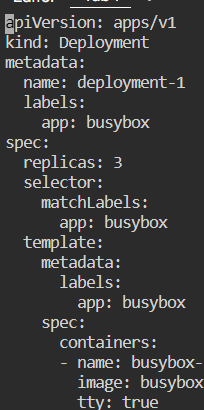 apiVersion: apps/v1
kind: Deployment
metadata:
  name: deployment-1
  labels:
    app: busybox
spec:
  replicas: 3
  selector:
    matchLabels:
      app: busybox
  template:
    metadata:
      labels:
        app: busybox
    spec:
      containers:
      - name: busybox-
        image: busybox
        tty: true